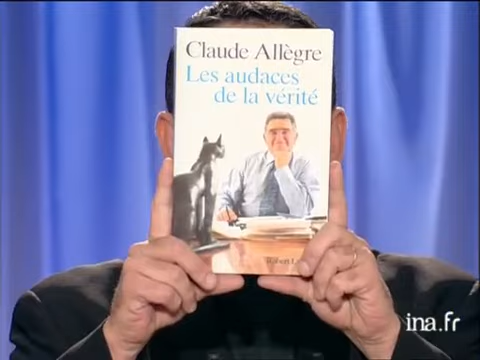 Claude Allègre
Les audaces
de la vérité
ina.fr